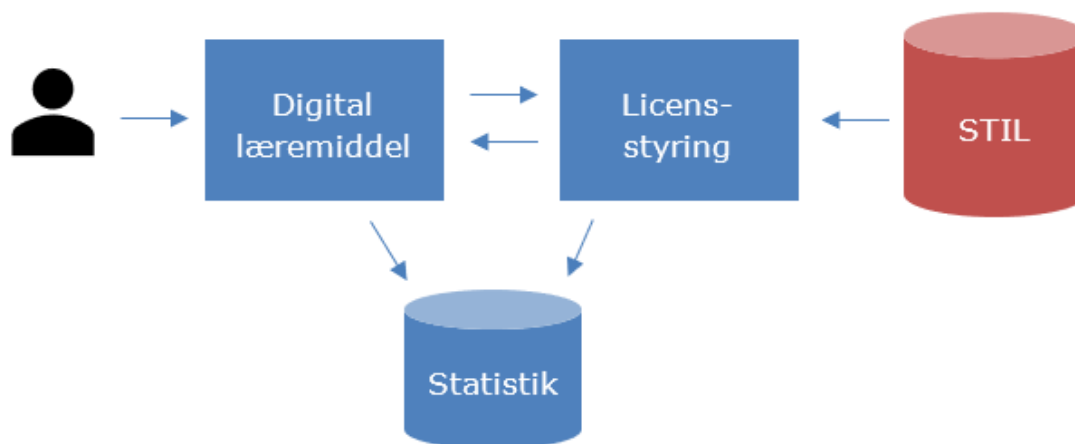 Digital
læremiddel
Licens-
styring
STIL
Statistik